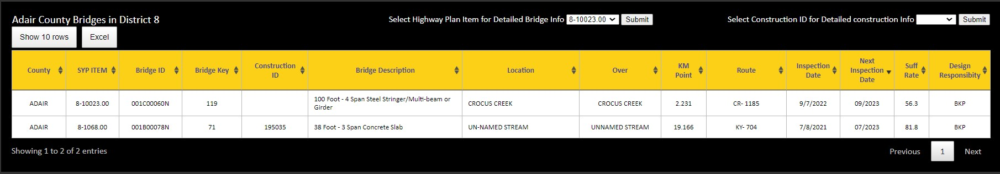 Adair County Bridges in District 8
Select Highway Plan Item for Detailed Bridge Info 8-10023.00 Submit
Select Construction ID for Detailed construction Info Submit
Show 10 rows Excel
County SYP ITEM Bridge ID Bridge Key Construction ID Bridge Description Location Over KM Point Route Inspection Date Next Inspection Date Suff Rate Design Responsibity
ADAIR 8-10023.00 001C00060N 119 100 Foot - 4 Span Steel Stringer/Multi-beam or Girder CROCUS CREEK CROCUS CREEK 2.231 CR- 1185 9/7/2022 09/2023 56.3 BKP
ADAIR 8-1068.00 001B00078N 71 195035 38 Foot - 3 Span Concrete Slab UN-NAMED STREAM UNNAMED STREAM 19.166 KY- 704 7/8/2021 07/2023 81.8 BKP
Showing 1 to 2 of 2 entries
Previous 1 Next